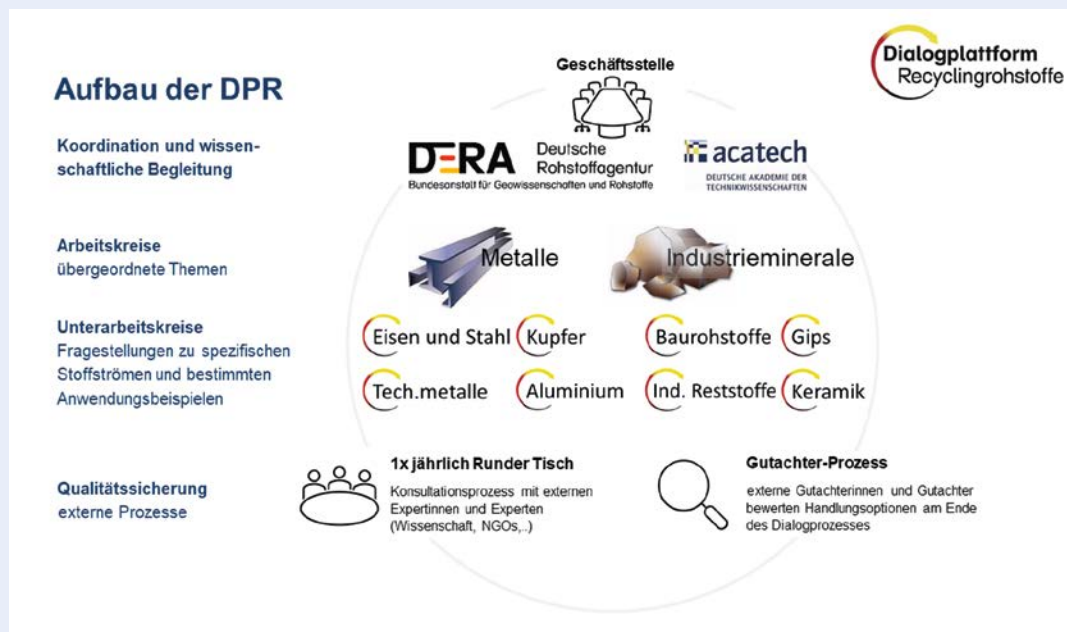 Dialogplattform
Recyclingrohstoffe
Aufbau der DPR
Geschäftsstelle
Koordination und wissen-
schaftliche Begleitung
DERA Deutsche
Rohstoffagentur
Bundesanstalt für Geowissenschaften und Rohstoffe
acatech
DEUTSCHE AKADEMIE DER
TECHNIKWISSENSCHAFTEN
Arbeitskreise
übergeordnete Themen
Metalle
Industrieminerale
Unterarbeitskreise
Fragestellungen zu spezifischen
Stoffströmen und bestimmten
Anwendungsbeispielen
Eisen und Stahl Kupfer
Tech.metalle Aluminium
Baurohstoffe Gips
Ind. Reststoffe Keramik
Qualitätssicherung
externe Prozesse
1x jährlich Runder Tisch
Konsultationsprozess mit externen
Expertinnen und Experten
(Wissenschaft, NGOs,..)
Gutachter-Prozess
externe Gutachterinnen und Gutachter
bewerten Handlungsoptionen am Ende
des Dialogprozesses